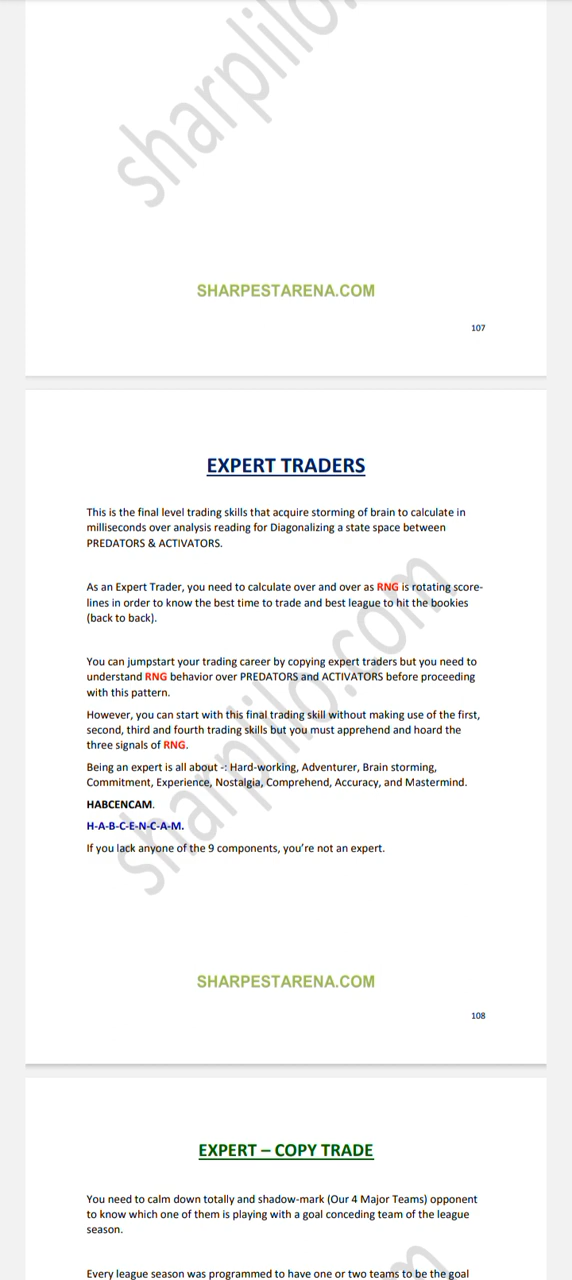 sharplilo.
SHARPESTARENA.COM
107
EXPERT TRADERS
This is the final level trading skills that acquire storming of brain to calculate in
milliseconds over analysis reading for Diagonalizing a state space between
PREDATORS & ACTIVATORS.
As an Expert Trader, you need to calculate over and over as RNG is rotating score-
lines in order to know the best time to trade and best league to hit the bookies
(back to back).
You can jumpstart your trading career by copying expert traders but you need to
understand RNG behavior over PREDATORS and ACTIVATORS before proceeding
with this pattern.
However, you can start with this final trading skill without making use of the first,
second, third and fourth trading skills but you must apprehend and hoard the
three signals of RNG.
Being an expert is all about -: Hard-working, Adventurer, Brain storming,
Commitment, Experience, Nostalgia, Comprehend, Accuracy, and Mastermind.
HABCENCAM.
H-A-B-C-E-N-C-A-M.
If you lack anyone of the 9 components, you're not an expert.
sharplilo.com
SHARPESTARENA.COM
108
EXPERT – COPY TRADE
You need to calm down totally and shadow-mark (Our 4 Major Teams) opponent
to know which one of them is playing with a goal conceding team of the league
season.
Every league season was programmed to have one or two teams to be the goal